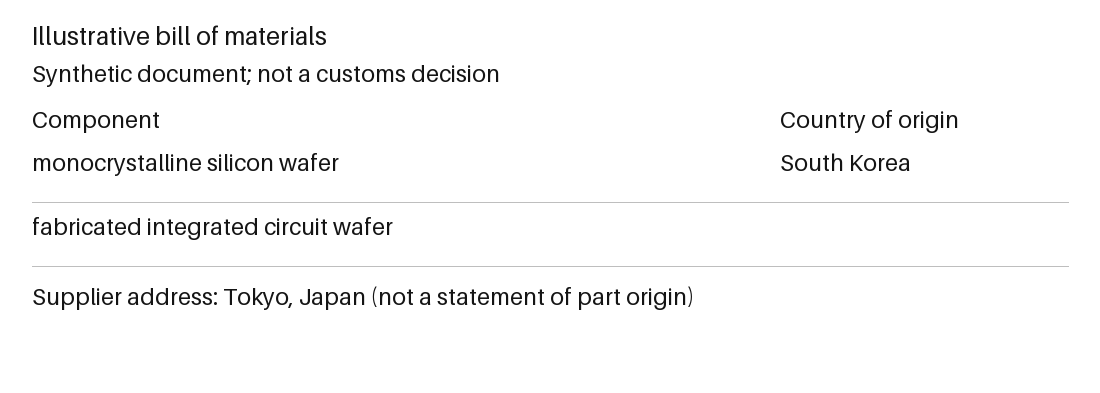 Illustrative bill of materials
Synthetic document; not a customs decision
Component Country of origin
monocrystalline silicon wafer South Korea
fabricated integrated circuit wafer
Supplier address: Tokyo, Japan (not a statement of part origin)